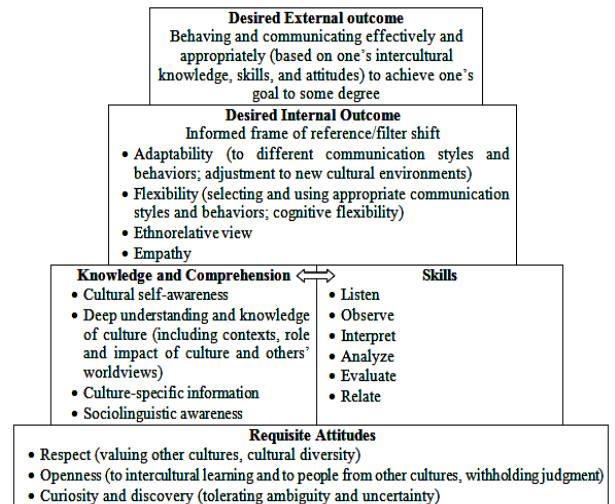 Desired External outcome
Behaving and communicating effectively and
appropriately (based on one's intercultural
knowledge, skills, and attitudes) to achieve one's
goal to some degree
Desired Internal Outcome
Informed frame of reference/filter shift
• Adaptability (to different communication styles and
behaviors; adjustment to new cultural environments)
• Flexibility (selecting and using appropriate communication
styles and behaviors; cognitive flexibility)
• Ethnorelative view
• Empathy
Knowledge and Comprehension
• Cultural self-awareness
• Deep understanding and knowledge
of culture (including contexts, role
and impact of culture and others'
worldviews)
• Culture-specific information
• Sociolinguistic awareness
Skills
• Listen
• Observe
• Interpret
• Analyze
• Evaluate
• Relate
Requisite Attitudes
• Respect (valuing other cultures, cultural diversity)
• Openness (to intercultural learning and to people from other cultures, withholding judgment)
• Curiosity and discovery (tolerating ambiguity and uncertainty)